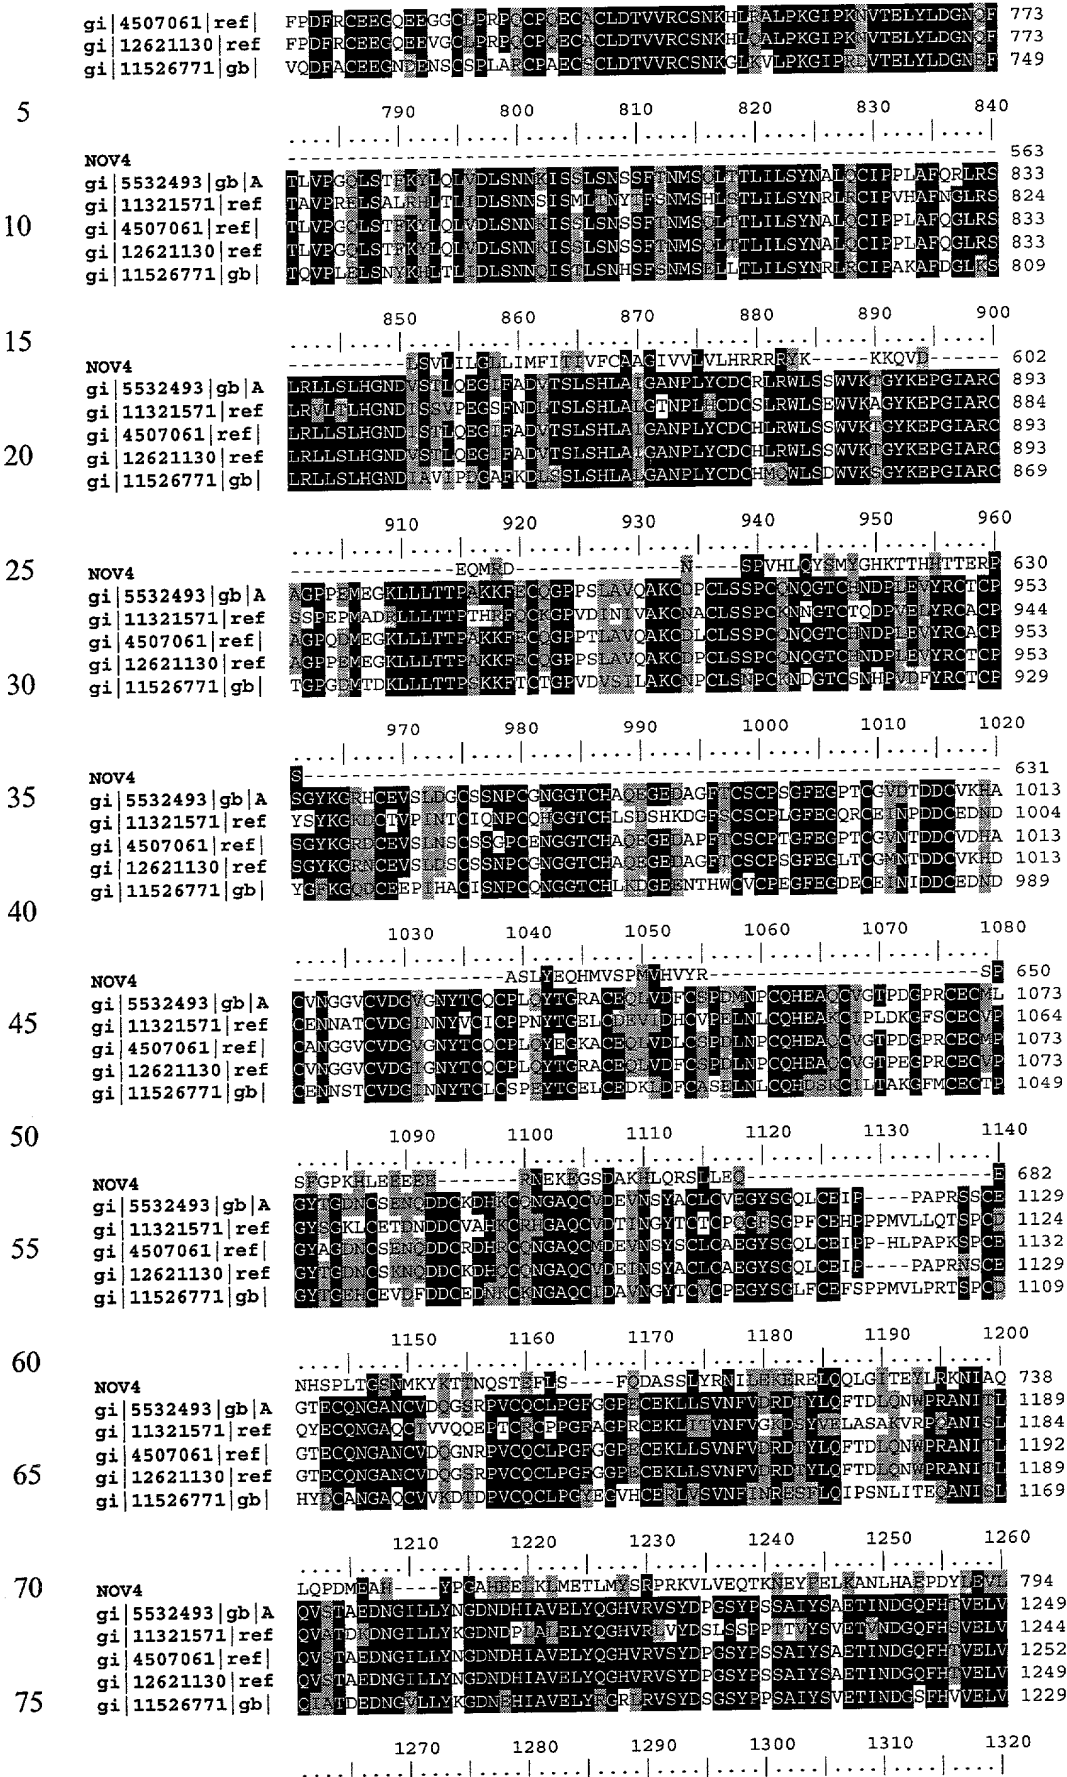 gi|4507061|ref| FPDFRCEEGQEEGGCLPRPQCPQECACLDTVVRCSNKHLRALPKGIPKNVTELYLDGNQF 773
gi|12621130|ref FPDFRCEEGQEEVGCLPRPQCPQECACLDTVVRCSNKHLQALPKGIPKNVTELYLDGNQF 773
gi|11526771|gb| VQDFACEEGNDENSCSPLARCPAECSCLDTVVRCSNKGLKVLPKGIPRDVTELYLDGNEF 749
5 790 800 810 820 830 840
....|....|....|....|....|....|....|....|....|....|....|....|
NOV4 ------------------------------------------------------------ 563
gi|5532493|gb|A TLVPGQLSTFKYLQLVDLSNNKISSLSNSSFTNMSQLTTLILSYNALQCIPPLAFQRLRS 833
gi|11321571|ref TAVPRELSALRHLTLIDLSNNSISMLTNYTFSNMSHLSTLILSYNRLRCIPVHAFNGLRS 824
10 gi|4507061|ref| TLVPGQLSTFKYLQLVDLSNNKISSLSNSSFTNMSQLTTLILSYNALQCIPPLAFQGLRS 833
gi|12621130|ref TLVPGQLSTFKYLQLVDLSNNKISSLSNSSFTNMSQLTTLILSYNALQCIPPLAFQGLRS 833
gi|11526771|gb| TQVPLELSNYKHLTLIDLSNNQISTLSNHSFSNMSELLTLILSYNRLRCIPAKAFDGLKS 809
850 860 870 880 890 900
15 ....|....|....|....|....|....|....|....|....|....|....|....|
NOV4 ----------LSVLILGLLIMFITIVFCAAGIVVLVLHRRRRYK-----KKQVD------ 602
gi|5532493|gb|A LRLLSLHGNDVSTLQEGIFADVTSLSHLAIGANPLYCDCRLRWLSSWVKTGYKEPGIARC 893
gi|11321571|ref LRVLTLHGNDISSVPEGSFNDLTSLSHLALGTNPLHCDCSLRWLSEWVKAGYKEPGIARC 884
gi|4507061|ref| LRLLSLHGNDISTLQEGIFADVTSLSHLAIGANPLYCDCHLRWLSSWVKTGYKEPGIARC 893
20 gi|12621130|ref LRLLSLHGNDVSTLQEGIFADVTSLSHLAIGANPLYCDCHLRWLSSWVKTGYKEPGIARC 893
gi|11526771|gb| LRLLSLHGNDIAVIPDGAFKDLSSLSHLALGANPLYCDCHMQWLSDWVKSGYKEPGIARC 869
910 920 930 940 950 960
....|....|....|....|....|....|....|....|....|....|....|....|
25 NOV4 --------------EQMRD--------------N----SPVHLQYSMYGHKTTHHTTERP 630
gi|5532493|gb|A AGPPEMEGKLLLTTPAKKFECQGPPSLAVQAKCDPCLSSPCQNQGTCHNDPLEVYRCTCP 953
gi|11321571|ref SSPEPMADRLLLTTPTHRFQCKGPVDINIVAKCNACLSSPCKNNGTCTQDPVELYRCACP 944
gi|4507061|ref| AGPQDMEGKLLLTTPAKKFECQGPPTLAVQAKCDLCLSSPCQNQGTCHNDPLEVYRCACP 953
gi|12621130|ref AGPPEMEGKLLLTTPAKKFECQGPPSLAVQAKCDPCLSSPCQNQGTCHNDPLEVYRCTCP 953
30 gi|11526771|gb| TGPGDMTDKLLLTTPSKKFTCTGPVDVSILAKCNPCLSNPCKNDGTCSNHPVDFYRCTCP 929
970 980 990 1000 1010 1020
....|....|....|....|....|....|....|....|....|....|....|....|
NOV4 S----------------------------------------------------------- 631
35 gi|5532493|gb|A SGYKGRHCEVSLDGCSSNPCGNGGTCHAQEGEDAGFTCSCPSGFEGPTCGVDTDDCVKHA 1013
gi|11321571|ref YSYKGKDCTVPINTCIQNPCQHGGTCHLSDSHKDGFSCSCPLGFEGQRCEINPDDCEDND 1004
gi|4507061|ref| SGYKGRDCEVSLNSCSSGPCENGGTCHAQEGEDAPFTCSCPTGFEGPTCGVNTDDCVDHA 1013
gi|12621130|ref SGYKGRNCEVSLDSCSSNPCGNGGTCHAQEGEDAGFTCSCPSGFEGLTCGMNTDDCVKHD 1013
gi|11526771|gb| YGFKGQDCEEPIHACISNPCQNGGTCHLKDGEENTHWCVCPEGFEGDECEINIDDCEDND 989
40 1030 1040 1050 1060 1070 1080
....|....|....|....|....|....|....|....|....|....|....|....|
NOV4 ------------------ASLYEQHMVSPMVHVYR-----------------------SP 650
gi|5532493|gb|A CVNGGVCVDGVGNYTCQCPLQYTGRACEQLVDFCSPDMNPCQHEAQCVGTPDGPRCECML 1073
45 gi|11321571|ref CENNATCVDGINNYVCICPPNYTGELCDEVIDHCVPELNLCQHEAKCIPLDKGFSCECVP 1064
gi|4507061|ref| CANGGVCVDGVGNYTCQCPLQYEGKACEQLVDLCSPDLNPCQHEAQCVGTPDGPRCECMP 1073
gi|12621130|ref CVNGGVCVDGIGNYTCQCPLQYTGRACEQLVDFCSPDLNPCQHEAQCVGTPEGPRCECVP 1073
gi|11526771|gb| CENNSTCVDGINNYTCLCSPEYTGELCEDKLDFCASELNLCQHDSKCILTAKGFMCECTP 1049
50 1090 1100 1110 1120 1130 1140
....|....|....|....|....|....|....|....|....|....|....|....|
NOV4 SFGPKHLEEEEE-------RNEKEGSDAKHLQRSLLEQ---------------------E 682
gi|5532493|gb|A GYTGDNCSENQDDCKDHKCQNGAQCVDEVNSYACLCVEGYSGQLCEIP----PAPRSSCE 1129
gi|11321571|ref GYSGKLCETDNDDCVAHKCRHGAQCVDTINGYTCTCPQGFSGPFCEHPPPMVLLQTSPCD 1124
55 gi|4507061|ref| GYAGDNCSENQDDCRDHRCQNGAQCMDEVNSYSCLCAEGYSGQLCEIPP-HLPAPKSPCE 1132
gi|12621130|ref GYTGDNCSKNQDDCKDHQCQNGAQCVDEINSYACLCAEGYSGQLCEIP----PAPRNSCE 1129
gi|11526771|gb| GYTGEHCEVDFDDCEDNKCKNGAQCIDAVNGYTCVCPEGYSGLFCEFSPPMVLPRTSPCD 1109
60 1150 1160 1170 1180 1190 1200
....|....|....|....|....|....|....|....|....|....|....|....|
NOV4 NHSPLTGSNMKYKTTNQSTEFLS----FQDASSLYRNILEKERELQQLGITEYLRKNIAQ 738
gi|5532493|gb|A GTECQNGANCVDQGSRPVCQCLPGFGGPECEKLLSVNFVDRDTYLQFTDLQNWPRANITL 1189
gi|11321571|ref QYECQNGAQCIVVQQEPTCRCPPGFAGPRCEKLITVNFVGKDSYVELASAKVRPQANISL 1184
gi|4507061|ref| GTECQNGANCVDQGNRPVCQCLPGFGGPECEKLLSVNFVDRDTYLQFTDLQNWPRANITL 1192
65 gi|12621130|ref GTECQNGANCVDQGSRPVCQCLPGFGGPECEKLLSVNFVDRDTYLQFTDLQNWPRANITL 1189
gi|11526771|gb| HYDCANGAQCVVKDTDPVCQCLPGYEGVHCERLVSVNFINRESYLQIPSNLITEQANISL 1169
1210 1220 1230 1240 1250 1260
....|....|....|....|....|....|....|....|....|....|....|....|
70 NOV4 LQPDMEAH----YPGAHEELKLMETLMYSRPRKVLVEQTKNEYFELKANLHAEPDYLEVL 794
gi|5532493|gb|A QVSTAEDNGILLYNGDNDHIAVELYQGHVRVSYDPGSYPSSAIYSAETINDGQFHTVELV 1249
gi|11321571|ref QVATDKDNGILLYKGDNDPLALELYQGHVRLVYDSLSSPPTTVYSVETVNDGQFHSVELV 1244
gi|4507061|ref| QVSTAEDNGILLYNGDNDHIAVELYQGHVRVSYDPGSYPSSAIYSAETINDGQFHTVELV 1252
gi|12621130|ref QVSTAEDNGILLYNGDNDHIAVELYQGHVRVSYDPGSYPSSAIYSAETINDGQFHTVELV 1249
75 gi|11526771|gb| QIATDEDNGVLLYKGDNDHIAVELYRGRLRVSYDSGSYPPSAIYSVETINDGSFHVVELV 1229
1270 1280 1290 1300 1310 1320
....|....|....|....|....|....|....|....|....|....|....|....|